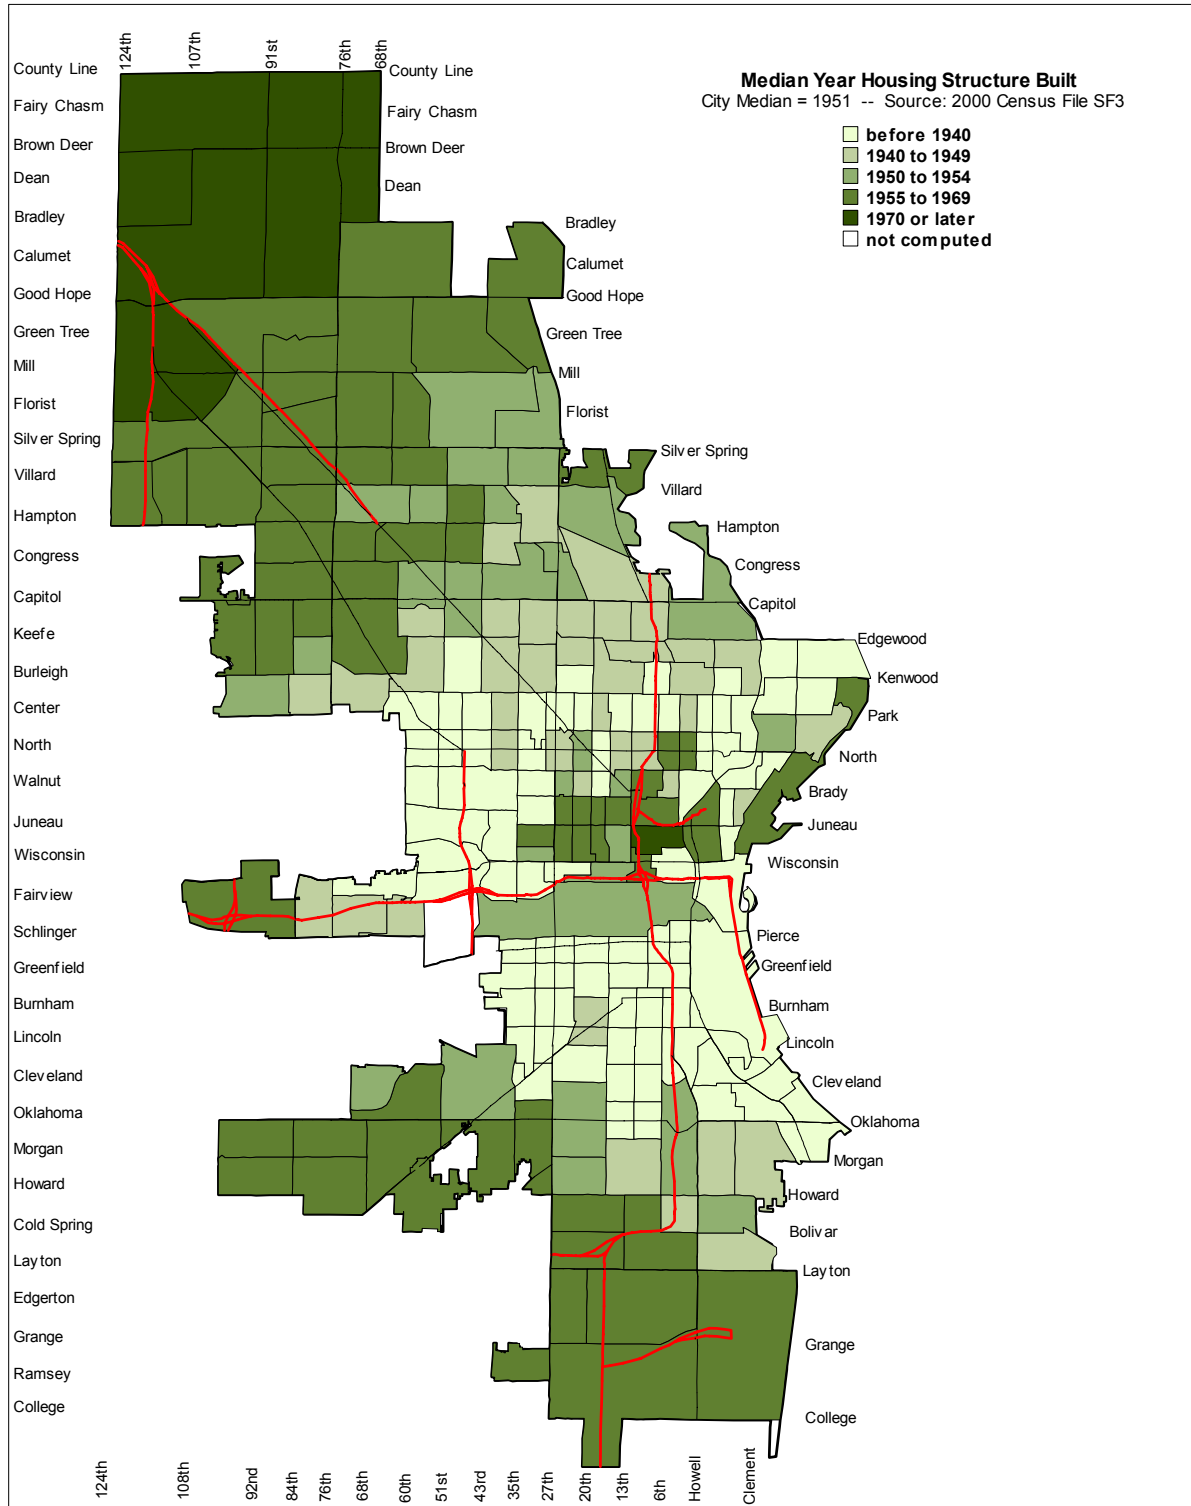 124th
107th
91st
76th
68th
Median Year Housing Structure Built
City Median = 1951 -- Source: 2000 Census File SF3
before 1940
1940 to 1949
1950 to 1954
1955 to 1969
1970 or later
not computed
County Line
Fairy Chasm
Brown Deer
Dean
Bradley
Calumet
Good Hope
Green Tree
Mill
Florist
Silver Spring
Villard
Hampton
Congress
Capitol
Keefe
Burleigh
Center
North
Walnut
Juneau
Wisconsin
Fairview
Schlinger
Greenfield
Burnham
Lincoln
Cleveland
Oklahoma
Morgan
Howard
Cold Spring
Layton
Edgerton
Grange
Ramsey
College
County Line
Fairy Chasm
Brown Deer
Dean
Bradley
Calumet
Good Hope
Green Tree
Mill
Florist
Silver Spring
Villard
Hampton
Congress
Capitol
Edgewood
Kenwood
Park
North
Brady
Juneau
Wisconsin
Pierce
Greenfield
Burnham
Lincoln
Cleveland
Oklahoma
Morgan
Howard
Bolivar
Layton
Grange
College
124th
108th
92nd
84th
76th
68th
60th
51st
43rd
35th
27th
20th
13th
6th
Howell
Clement